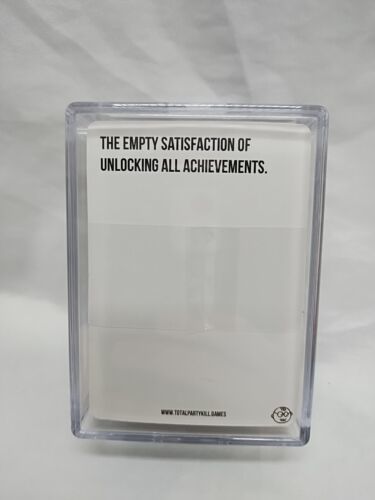 THE EMPTY SATISFACTION OF
UNLOCKING ALL ACHIEVEMENTS.
WWW.TOTALPARTYKILL.GAMES